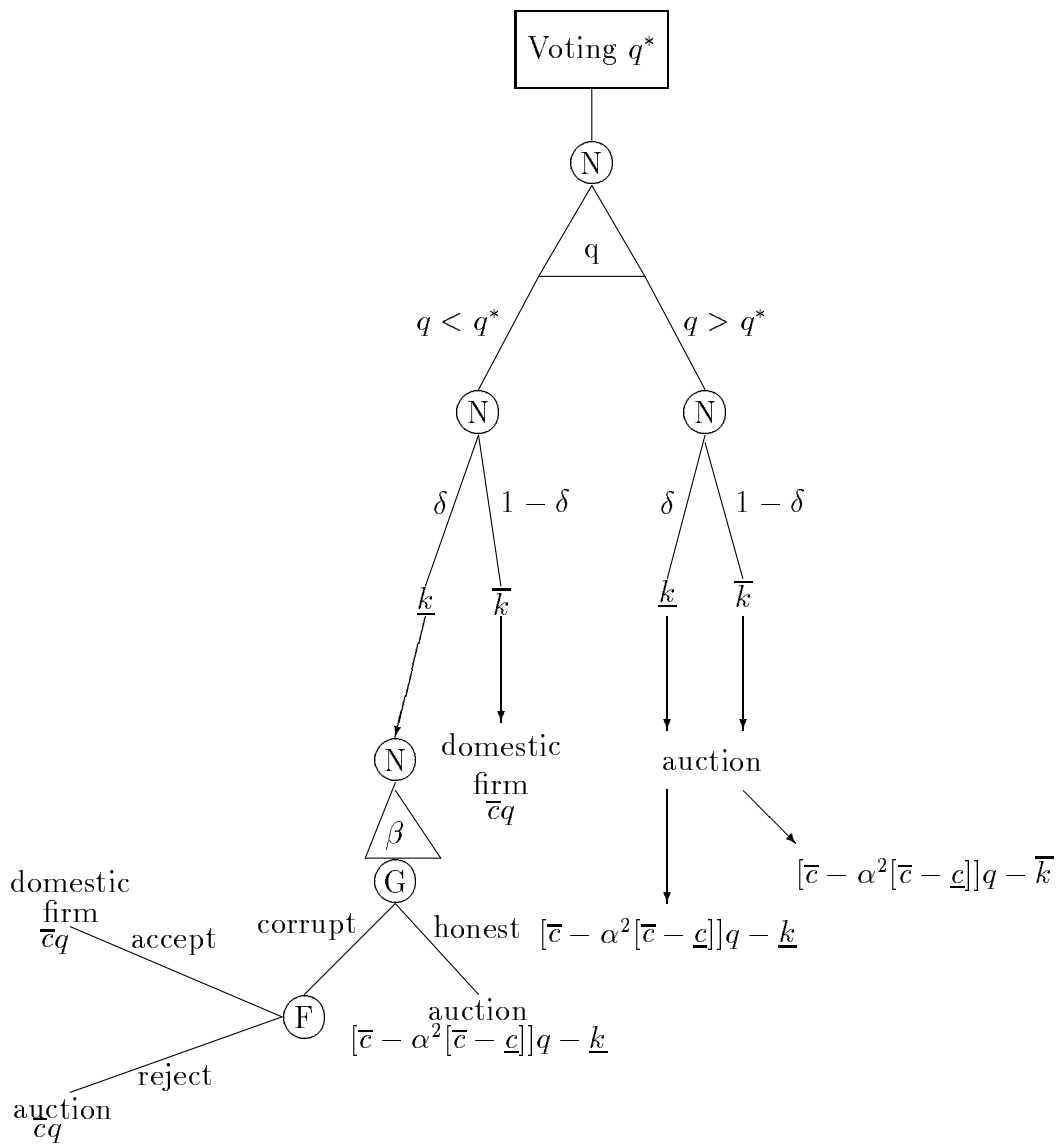 Voting q*
N
q
q < q*
q > q*
N
N
δ
1 − δ
δ
1 − δ
k̲
k̅
k̲
k̅
N
domestic
firm
c̅q
auction
β
G
[c̅ − α²[c̅ − c̲]]q − k̅
domestic
firm
c̅q
accept
corrupt
honest
[c̅ − α²[c̅ − c̲]]q − k̲
F
auction
[c̅ − α²[c̅ − c̲]]q − k̲
reject
auction
c̅q